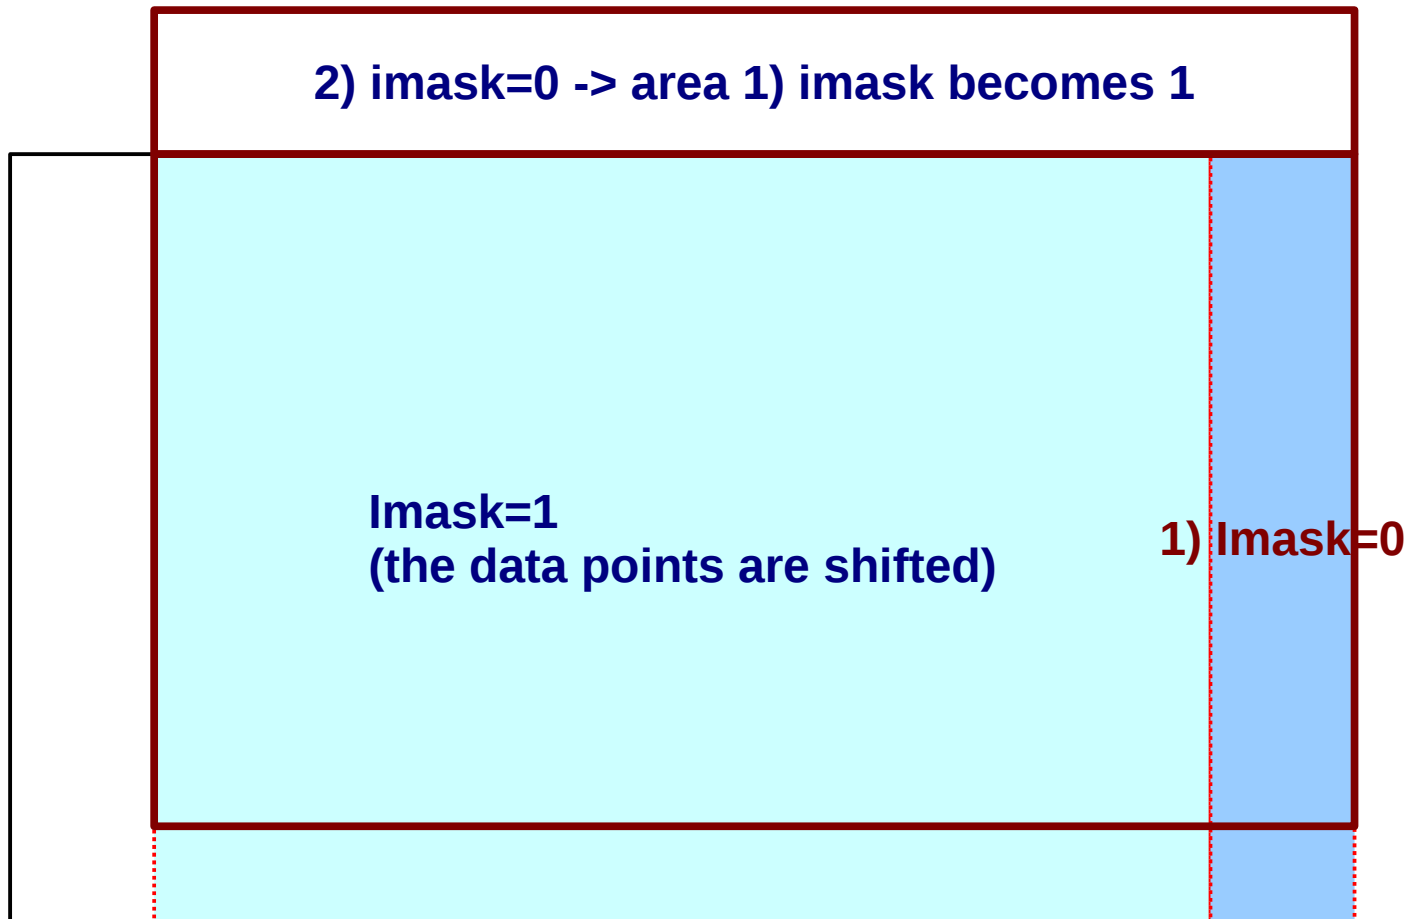 2) imask=0 -> area 1) imask becomes 1
Imask=1
(the data points are shifted)
1) Imask=0